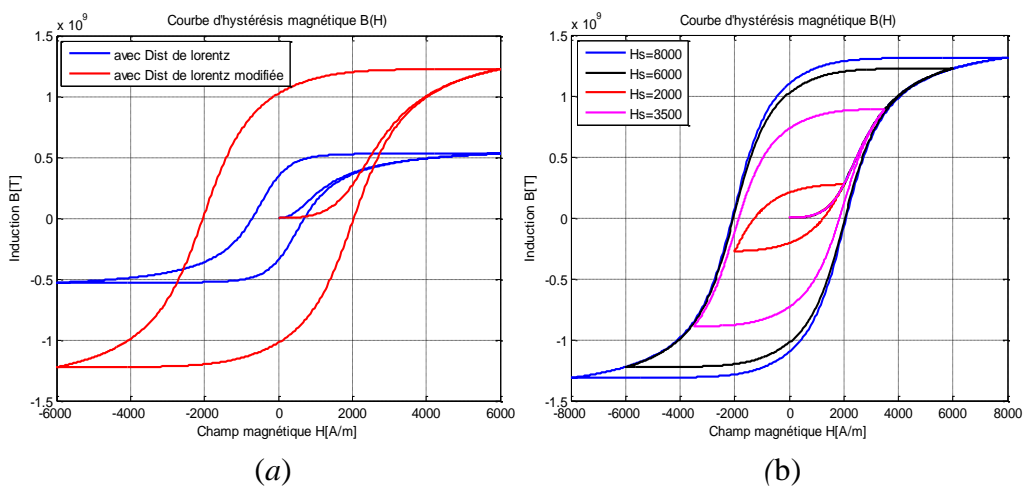 Courbe d'hystérésis magnétique B(H)
x 10^9
avec Dist de lorentz
avec Dist de lorentz modifiée
Induction B[T]
1.5
1
0.5
0
-0.5
-1
-1.5
-6000 -4000 -2000 0 2000 4000 6000
Champ magnétique H[A/m]
(a)
Courbe d'hystérésis magnétique B(H)
x 10^9
Hs=8000
Hs=6000
Hs=2000
Hs=3500
Induction B[T]
1.5
1
0.5
0
-0.5
-1
-1.5
-8000 -6000 -4000 -2000 0 2000 4000 6000 8000
Champ magnétique H[A/m]
(b)